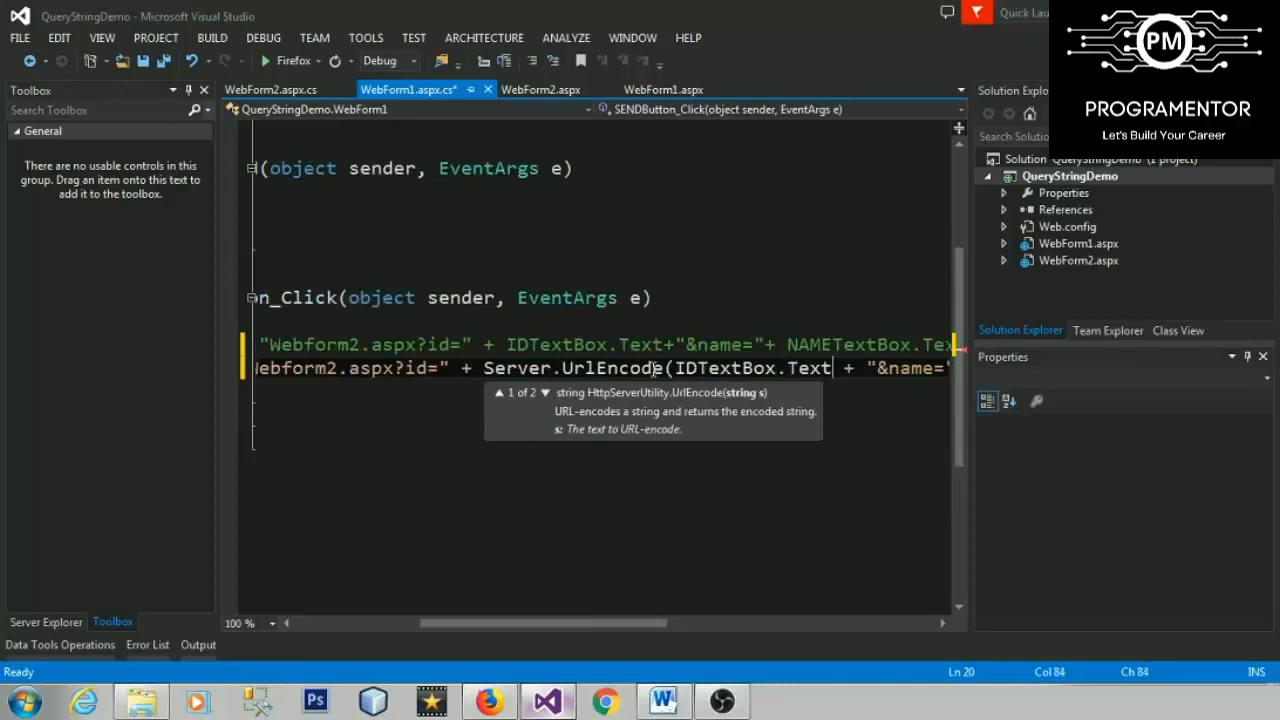 QueryStringDemo - Microsoft Visual Studio
Quick Lau
FILE EDIT VIEW PROJECT BUILD DEBUG TEAM TOOLS TEST ARCHITECTURE ANALYZE WINDOW HELP
Firefox Debug
PM
PROGRAMENTOR
Let's Build Your Career
Toolbox
Search Toolbox
General
There are no usable controls in this
group. Drag an item onto this text to
add it to the toolbox.
WebForm2.aspx.cs WebForm1.aspx.cs* WebForm2.aspx WebForm1.aspx
QueryStringDemo.WebForm1 SENDButton_Click(object sender, EventArgs e)
(object sender, EventArgs e)
n_Click(object sender, EventArgs e)
"Webform2.aspx?id=" + IDTextBox.Text+"&name="+ NAMETextBox.Tex
Webform2.aspx?id=" + Server.UrlEncode(IDTextBox.Text + "&name="
1 of 2 string HttpServerUtility.UrlEncode(string s)
URL-encodes a string and returns the encoded string.
s: The text to URL-encode.
100 %
Solution Explo
Search Solutio
Solution 'QueryStringDemo' (1 project)
QueryStringDemo
Properties
References
Web.config
WebForm1.aspx
WebForm2.aspx
Solution Explorer Team Explorer Class View
Properties
Server Explorer Toolbox
Data Tools Operations Error List Output
Ready Ln 20 Col 84 Ch 84 INS
Ps
W